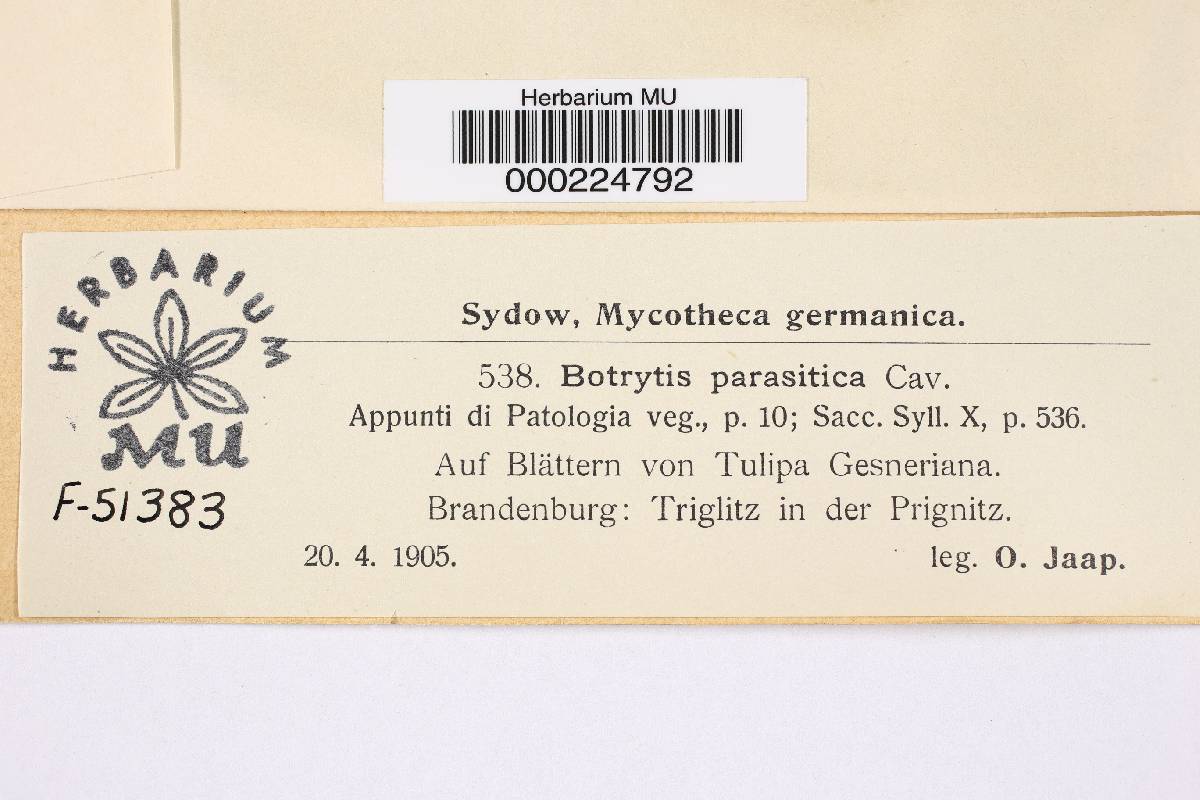 Herbarium MU
000224792
HERBARIUM
MU
F-51383
Sydow, Mycotheca germanica.
538. Botrytis parasitica Cav.
Appunti di Patologia veg., p. 10; Sacc. Syll. X, p. 536.
Auf Blättern von Tulipa Gesneriana.
Brandenburg: Triglitz in der Prignitz.
20. 4. 1905. leg. O. Jaap.